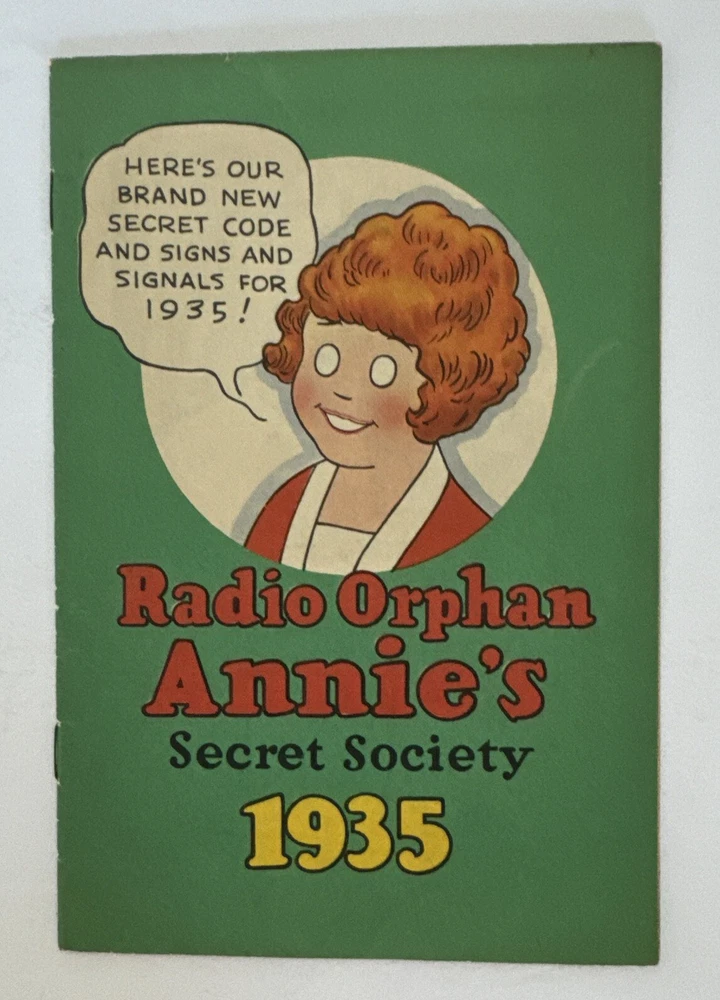 HERE'S OUR
BRAND NEW
SECRET CODE
AND SIGNS AND
SIGNALS FOR
1935!
Radio Orphan
Annie's
Secret Society
1935